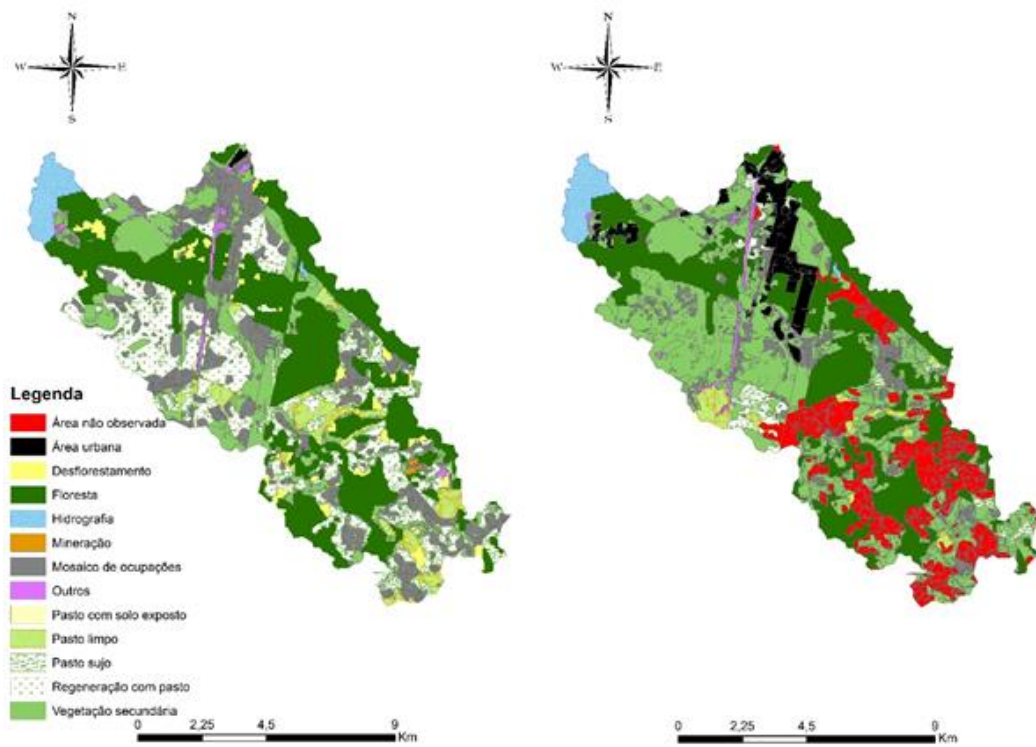 N
W E
S
N
W E
S
Legenda
Área não observada
Área urbana
Desflorestamento
Floresta
Hidrografia
Mineração
Mosaico de ocupações
Outros
Pasto com solo exposto
Pasto limpo
Pasto sujo
Regeneração com pasto
Vegetação secundária
0 2,25 4,5 9
Km
0 2,25 4,5 9
Km